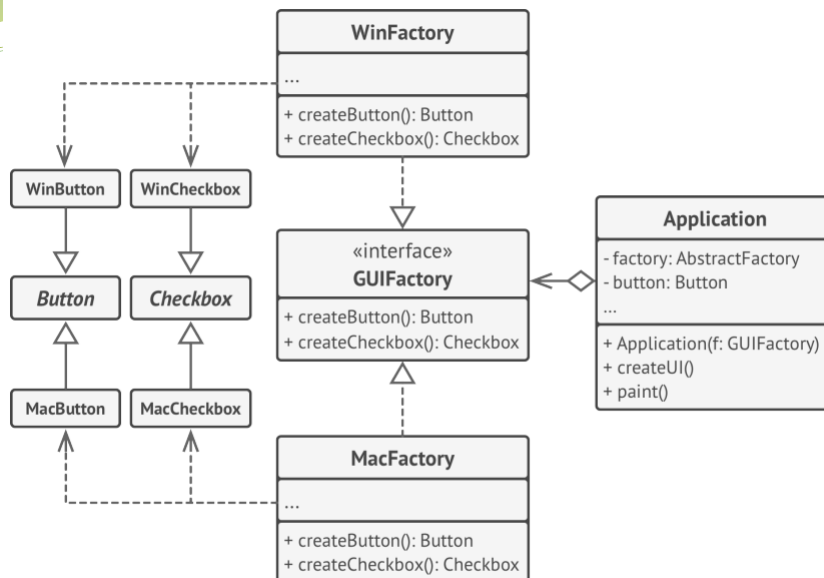 WinFactory
...
+ createButton(): Button
+ createCheckbox(): Checkbox
WinButton
WinCheckbox
Button
Checkbox
MacButton
MacCheckbox
«interface»
GUIFactory
+ createButton(): Button
+ createCheckbox(): Checkbox
Application
- factory: AbstractFactory
- button: Button
...
+ Application(f: GUIFactory)
+ createUI()
+ paint()
MacFactory
...
+ createButton(): Button
+ createCheckbox(): Checkbox